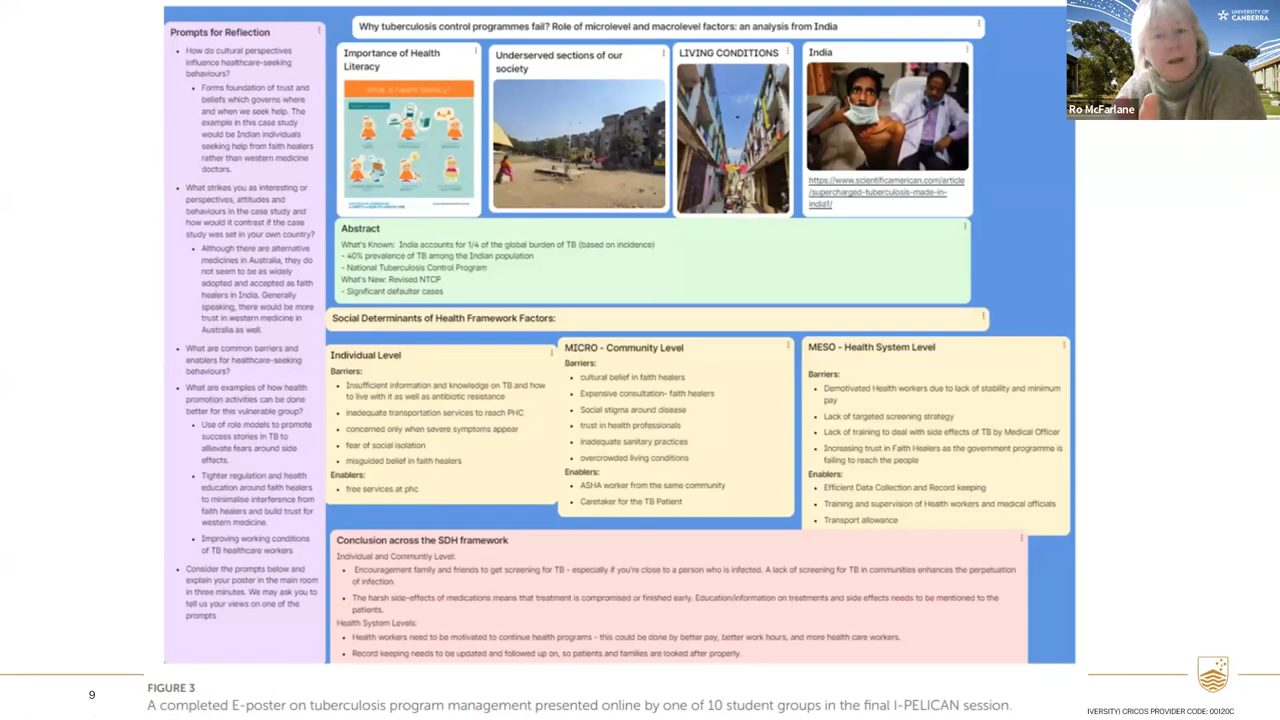 Prompts for Reflection
How do cultural perspectives
influence healthcare-seeking
behaviours?
Forms foundation of trust and
beliefs which governs where
and when we seek help. The
example in this case study
would be Indian individuals
seeking help from faith healers
rather than western medicine
doctors.
What strikes you as interesting or
perspectives, attitudes and
behaviours in the case study and
how would it contrast if the case
study was set in your own country?
Although there are alternative
medicines in Australia, they do
not seem to be as widely
adopted and accepted as faith
healers in India. Generally
speaking, there would be more
trust in western medicine in
Australia as well.
What are common barriers and
enablers for healthcare-seeking
behaviours?
What are examples of how health
promotion activities can be done
better for this vulnerable group?
Use of role models to promote
success stories in TB to
allievate fears around side
effects.
Tighter regulation and health
education around faith healers
to minimalise interference from
faith healers and build trust for
western medicine.
Improving working conditions
of TB healthcare workers
Consider the prompts below and
explain your poster in the main room
in three minutes. We may ask you to
tell us your views on one of the
prompts
Why tuberculosis control programmes fail? Role of microlevel and macrolevel factors: an analysis from India
Importance of Health
Literacy
What is health literacy?
Underserved sections of our
society
LIVING CONDITIONS
India
https://www.scientificamerican.com/article
/supercharged-tuberculosis-made-in-
india1/
Abstract
What's Known: India accounts for 1/4 of the global burden of TB (based on incidence)
- 40% prevalence of TB among the Indian population
- National Tuberculosis Control Program
What's New: Revised NTCP
- Significant defaulter cases
Social Determinants of Health Framework Factors:
Individual Level
Barriers:
Insufficient information and knowledge on TB and how
to live with it as well as antibiotic resistance
inadequate transportation services to reach PHC
concerned only when severe symptoms appear
fear of social isolation
misguided belief in faith healers
Enablers:
free services at phc
MICRO - Community Level
Barriers:
cultural belief in faith healers
Expensive consultation- faith healers
Social stigma around disease
trust in health professionals
inadequate sanitary practices
overcrowded living conditions
Enablers:
ASHA worker from the same community
Caretaker for the TB Patient
MESO - Health System Level
Barriers:
Demotivated Health workers due to lack of stability and minimum
pay
Lack of targeted screening strategy
Lack of training to deal with side effects of TB by Medical Officer
Increasing trust in Faith Healers as the government programme is
failing to reach the people
Enablers:
Efficient Data Collection and Record keeping
Training and supervision of Health workers and medical officials
Transport allowance
Conclusion across the SDH framework
Individual and Communtiy Level:
Encouragement family and friends to get screening for TB - especially if you're close to a person who is infected. A lack of screening for TB in communities enhances the perpetuation
of infection.
The harsh side-effects of medications means that treatment is compromised or finished early. Education/information on treatments and side effects needs to be mentioned to the
patients.
Health System Levels:
Health workers need to be motivated to continue health programs - this could be done by better pay, better work hours, and more health care workers.
Record keeping needs to be updated and followed up on, so patients and families are looked after properly.
UNIVERSITY OF
CANBERRA
Ro McFarlane
9
FIGURE 3
A completed E-poster on tuberculosis program management presented online by one of 10 student groups in the final I-PELICAN session.
IVERSITY) CRICOS PROVIDER CODE: 00120C